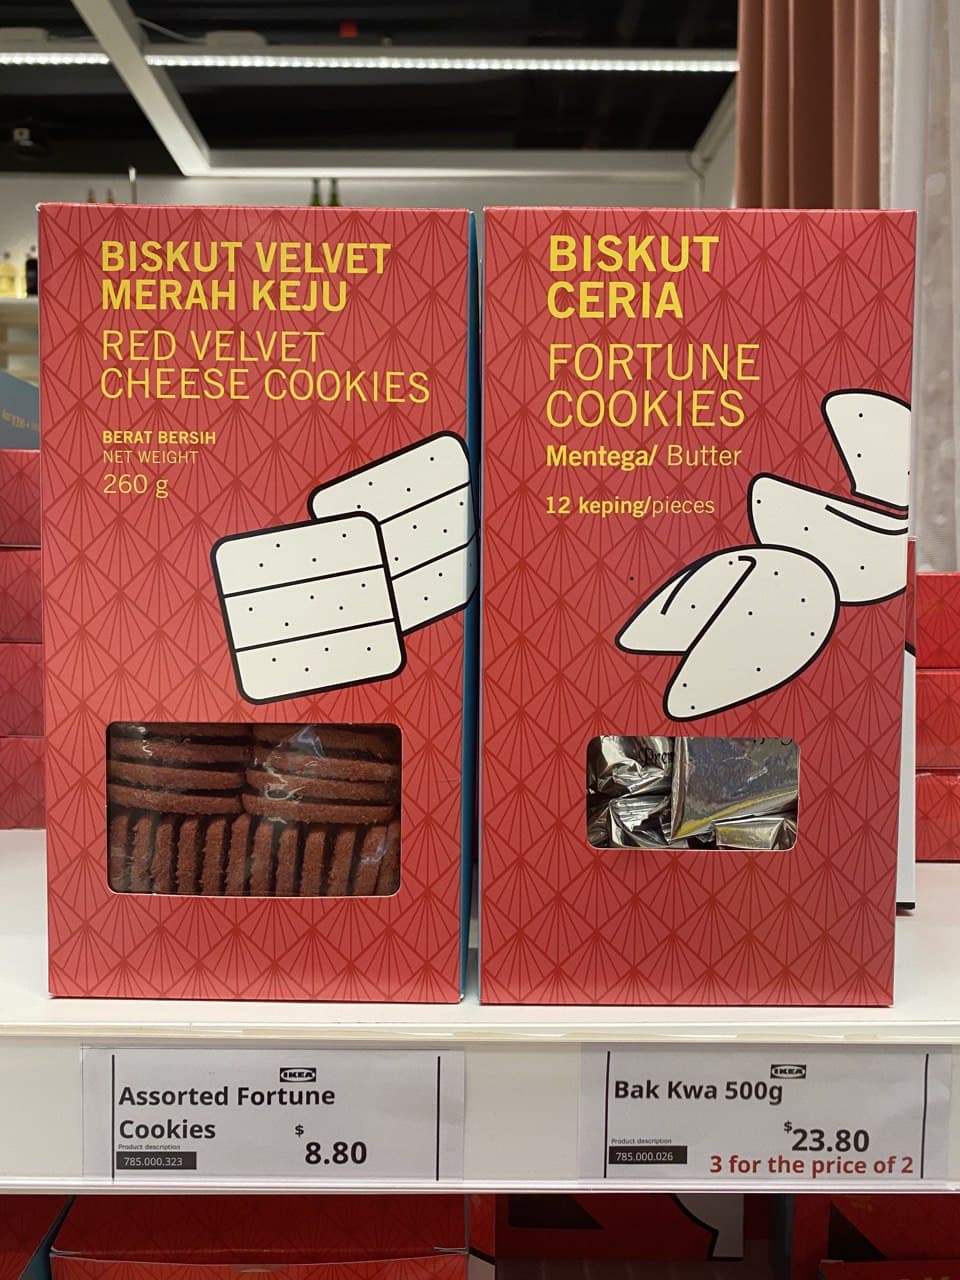 BISKUT VELVET
MERAH KEJU
RED VELVET
CHEESE COOKIES
BERAT BERSIH
NET WEIGHT
260 g
BISKUT
CERIA
FORTUNE
COOKIES
Mentega/ Butter
12 keping/pieces
IKEA
Assorted Fortune
Cookies
$
8.80
Product description
785.000.323
IKEA
Bak Kwa 500g
$23.80
Product description
785.000.026
3 for the price of 2